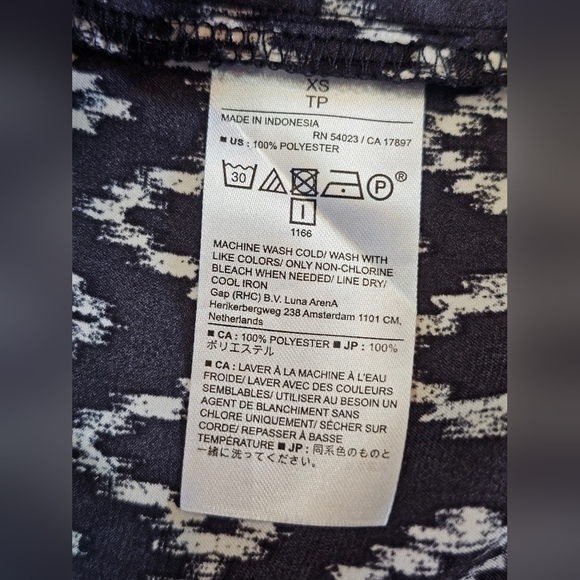 XS
TP
MADE IN INDONESIA
RN 54023 / CA 17897
■ US : 100% POLYESTER
30 P ®
I
1166
MACHINE WASH COLD/ WASH WITH
LIKE COLORS/ ONLY NON-CHLORINE
BLEACH WHEN NEEDED/ LINE DRY/
COOL IRON
Gap (RHC) B.V. Luna ArenA
Herikerbergweg 238 Amsterdam 1101 CM,
Netherlands
■ CA : 100% POLYESTER ■ JP : 100%
ポリエステル
■ CA : LAVER À LA MACHINE À L'EAU
FROIDE/ LAVER AVEC DES COULEURS
SEMBLABLES/ UTILISER AU BESOIN UN
AGENT DE BLANCHIMENT SANS
CHLORE UNIQUEMENT/ SÉCHER SUR
CORDE/ REPASSER À BASSE
TEMPÉRATURE ■ JP : 同系色のものと
一緒に洗ってください。